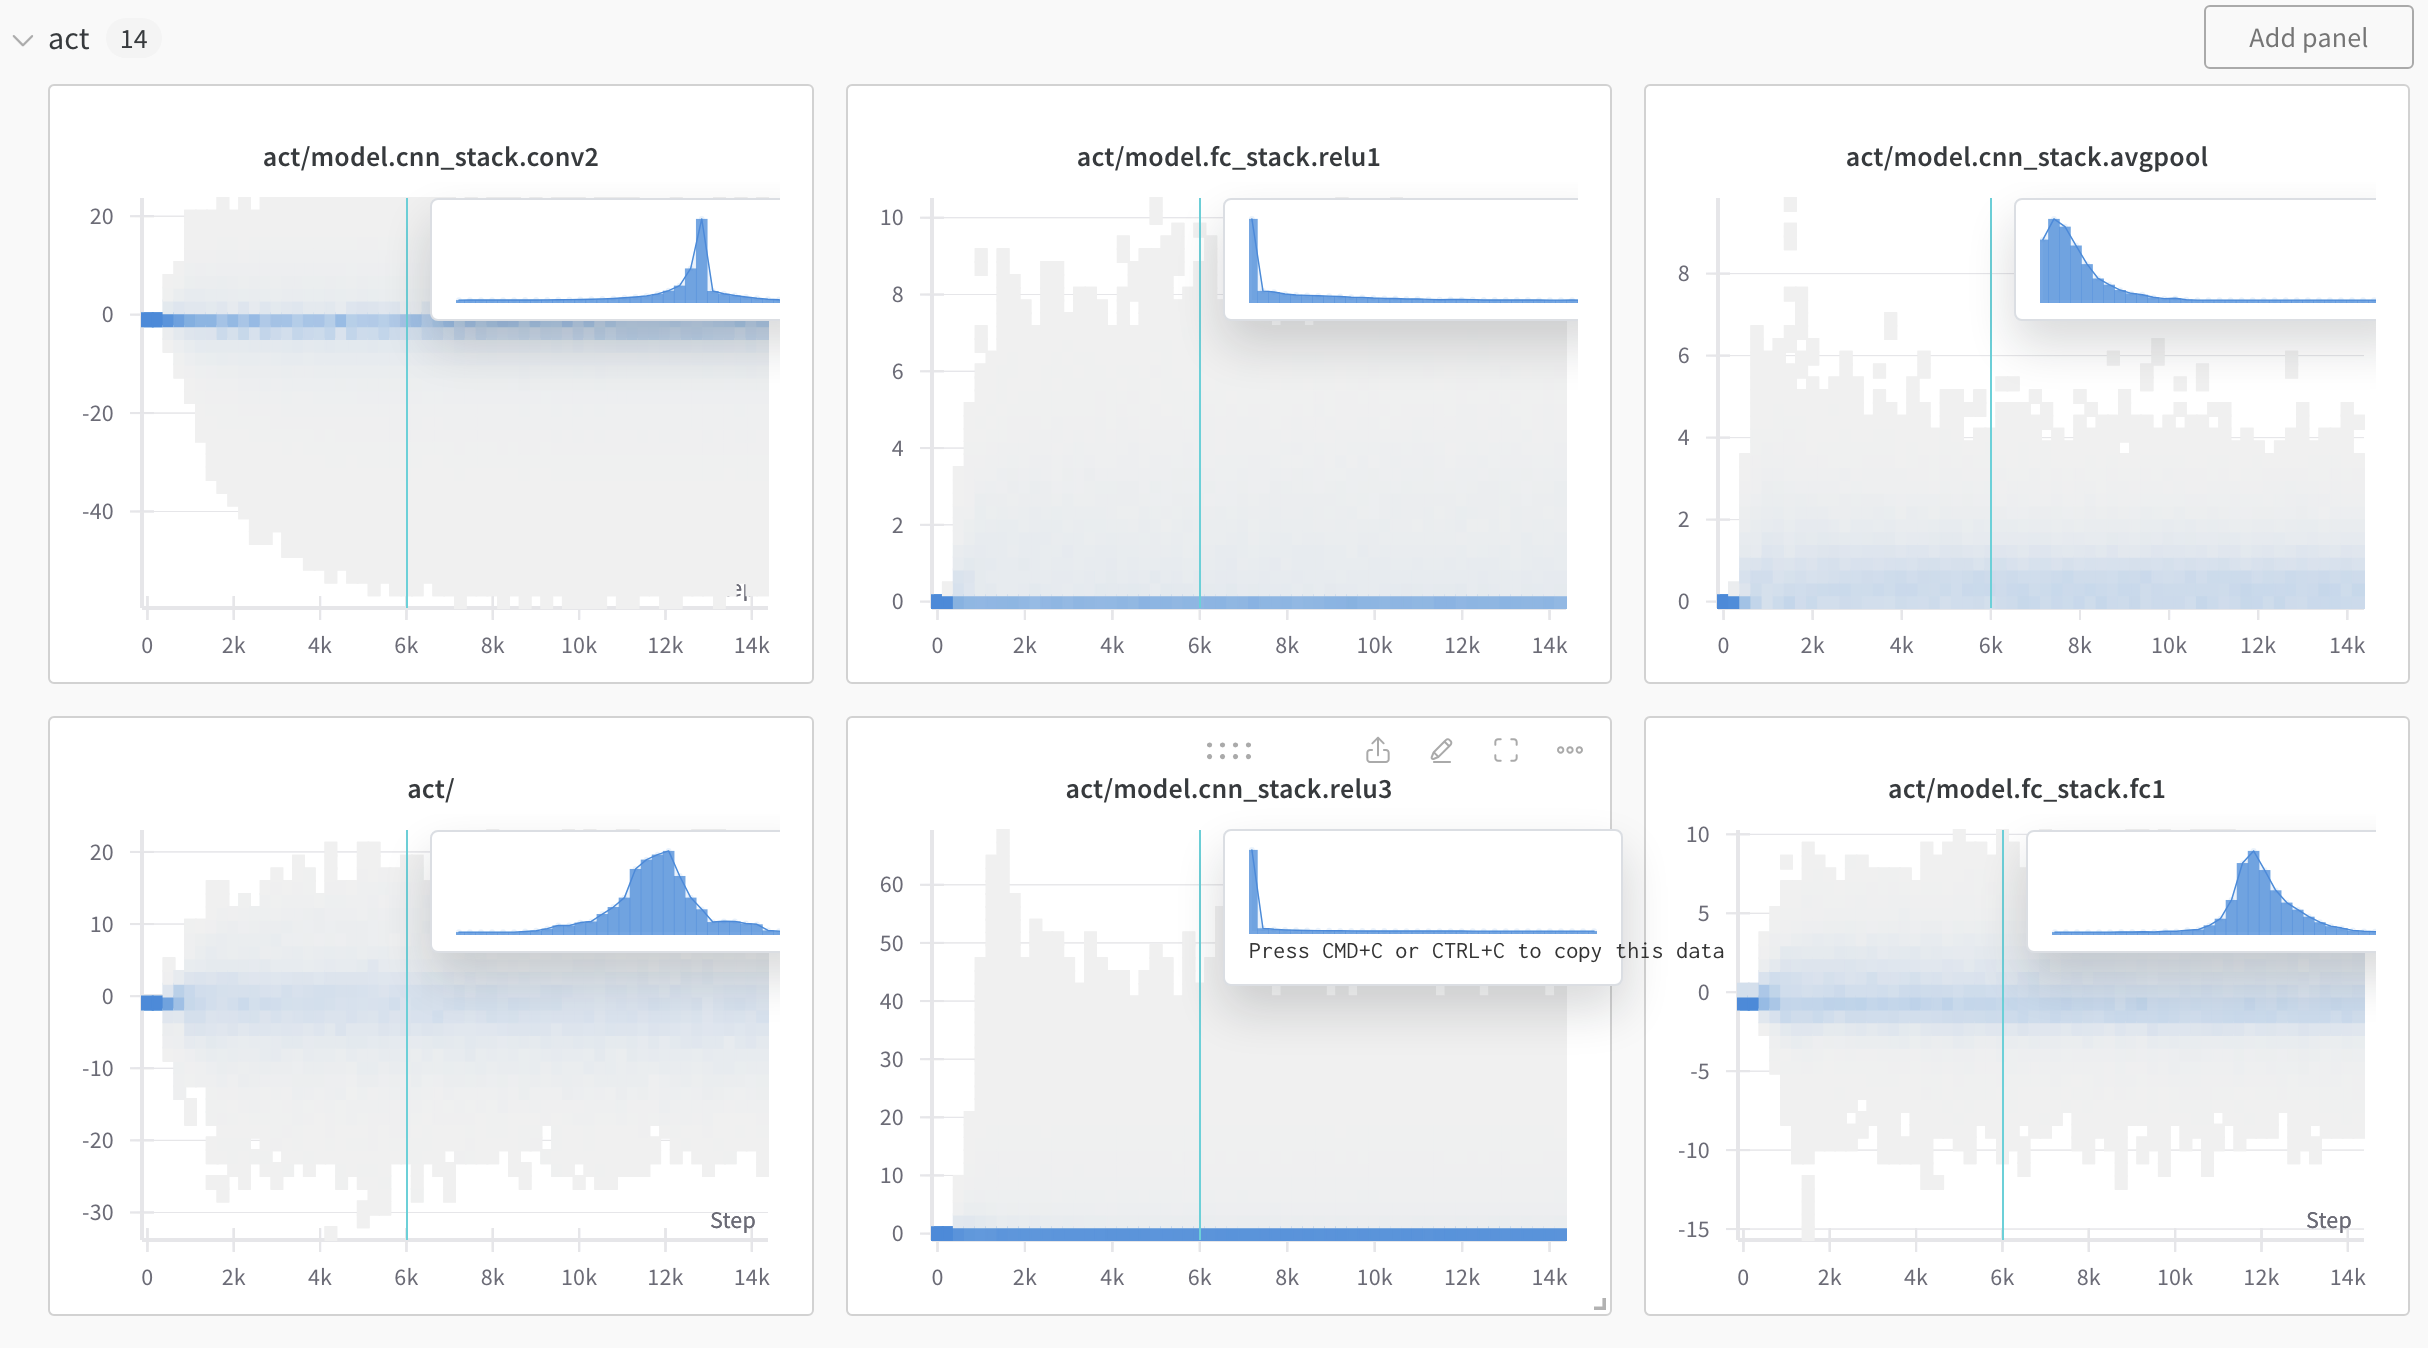 act 14
Add panel
act/model.cnn_stack.conv2
20
0
-20
-40
0 2k 4k 6k 8k 10k 12k 14k
act/model.fc_stack.relu1
10
8
6
4
2
0
0 2k 4k 6k 8k 10k 12k 14k
act/model.cnn_stack.avgpool
8
6
4
2
0
0 2k 4k 6k 8k 10k 12k 14k
act/
20
10
0
-10
-20
-30
Step
0 2k 4k 6k 8k 10k 12k 14k
act/model.cnn_stack.relu3
60
50
40
30
20
10
0
Press CMD+C or CTRL+C to copy this data
0 2k 4k 6k 8k 10k 12k 14k
act/model.fc_stack.fc1
10
5
0
-5
-10
-15
Step
0 2k 4k 6k 8k 10k 12k 14k